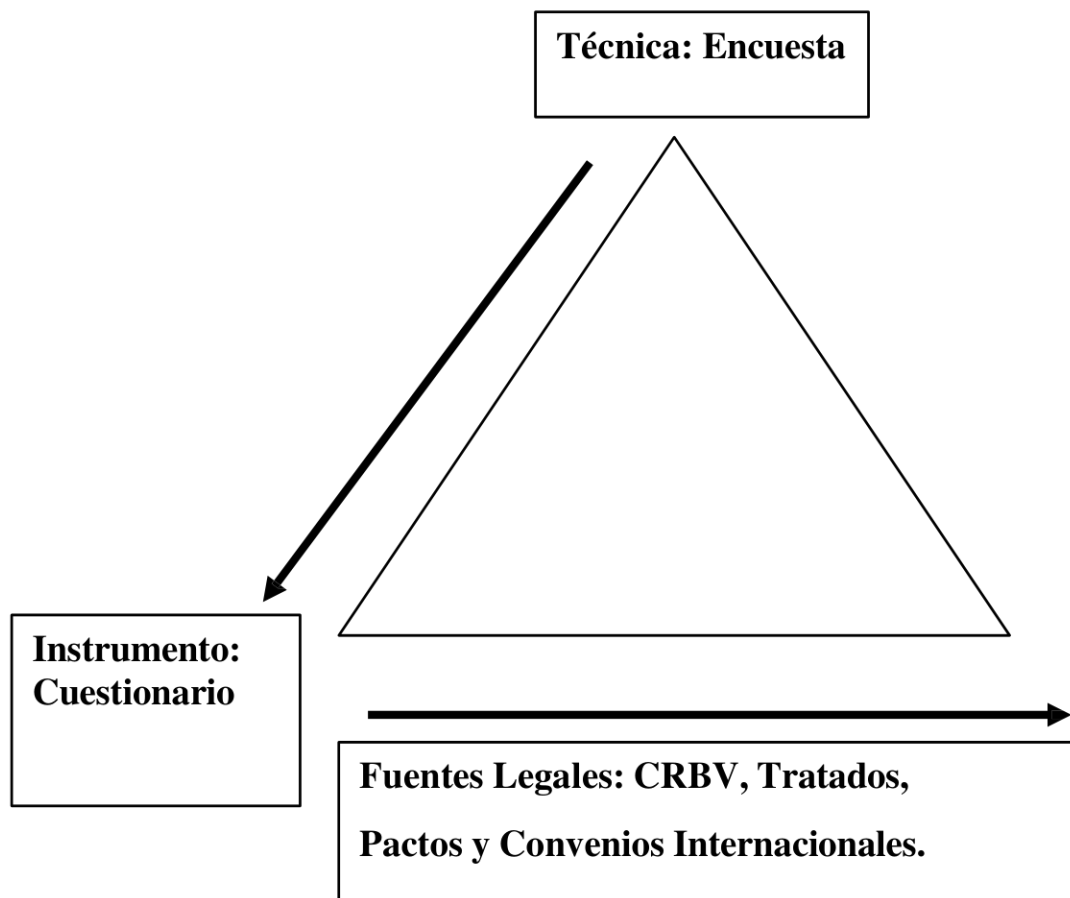 Técnica: Encuesta
Instrumento:
Cuestionario
Fuentes Legales: CRBV, Tratados,
Pactos y Convenios Internacionales.